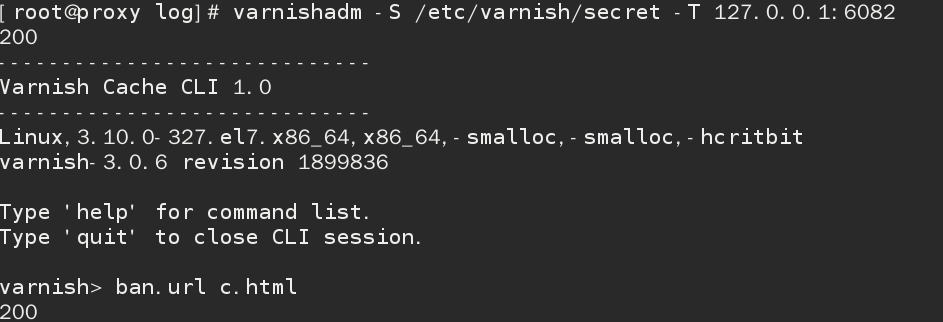 [root@proxy log]# varnishadm -S /etc/varnish/secret -T 127.0.0.1:6082
200
-----------------------------
Varnish Cache CLI 1.0
-----------------------------
Linux,3.10.0-327.el7.x86_64,x86_64,-smalloc,-smalloc,-hcritbit
varnish-3.0.6 revision 1899836
Type 'help' for command list.
Type 'quit' to close CLI session.
varnish> ban.url c.html
200